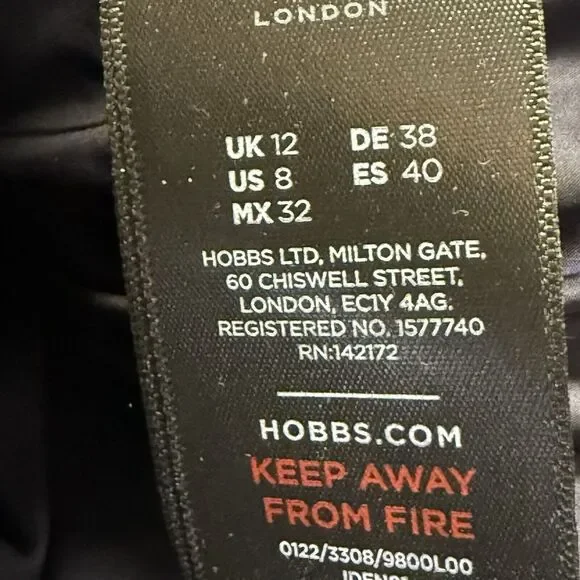 LONDON
UK 12 DE 38
US 8 ES 40
MX 32
HOBBS LTD, MILTON GATE,
60 CHISWELL STREET,
LONDON, EC1Y 4AG.
REGISTERED NO. 1577740
RN:142172
HOBBS.COM
KEEP AWAY
FROM FIRE
0122/3308/9800L00